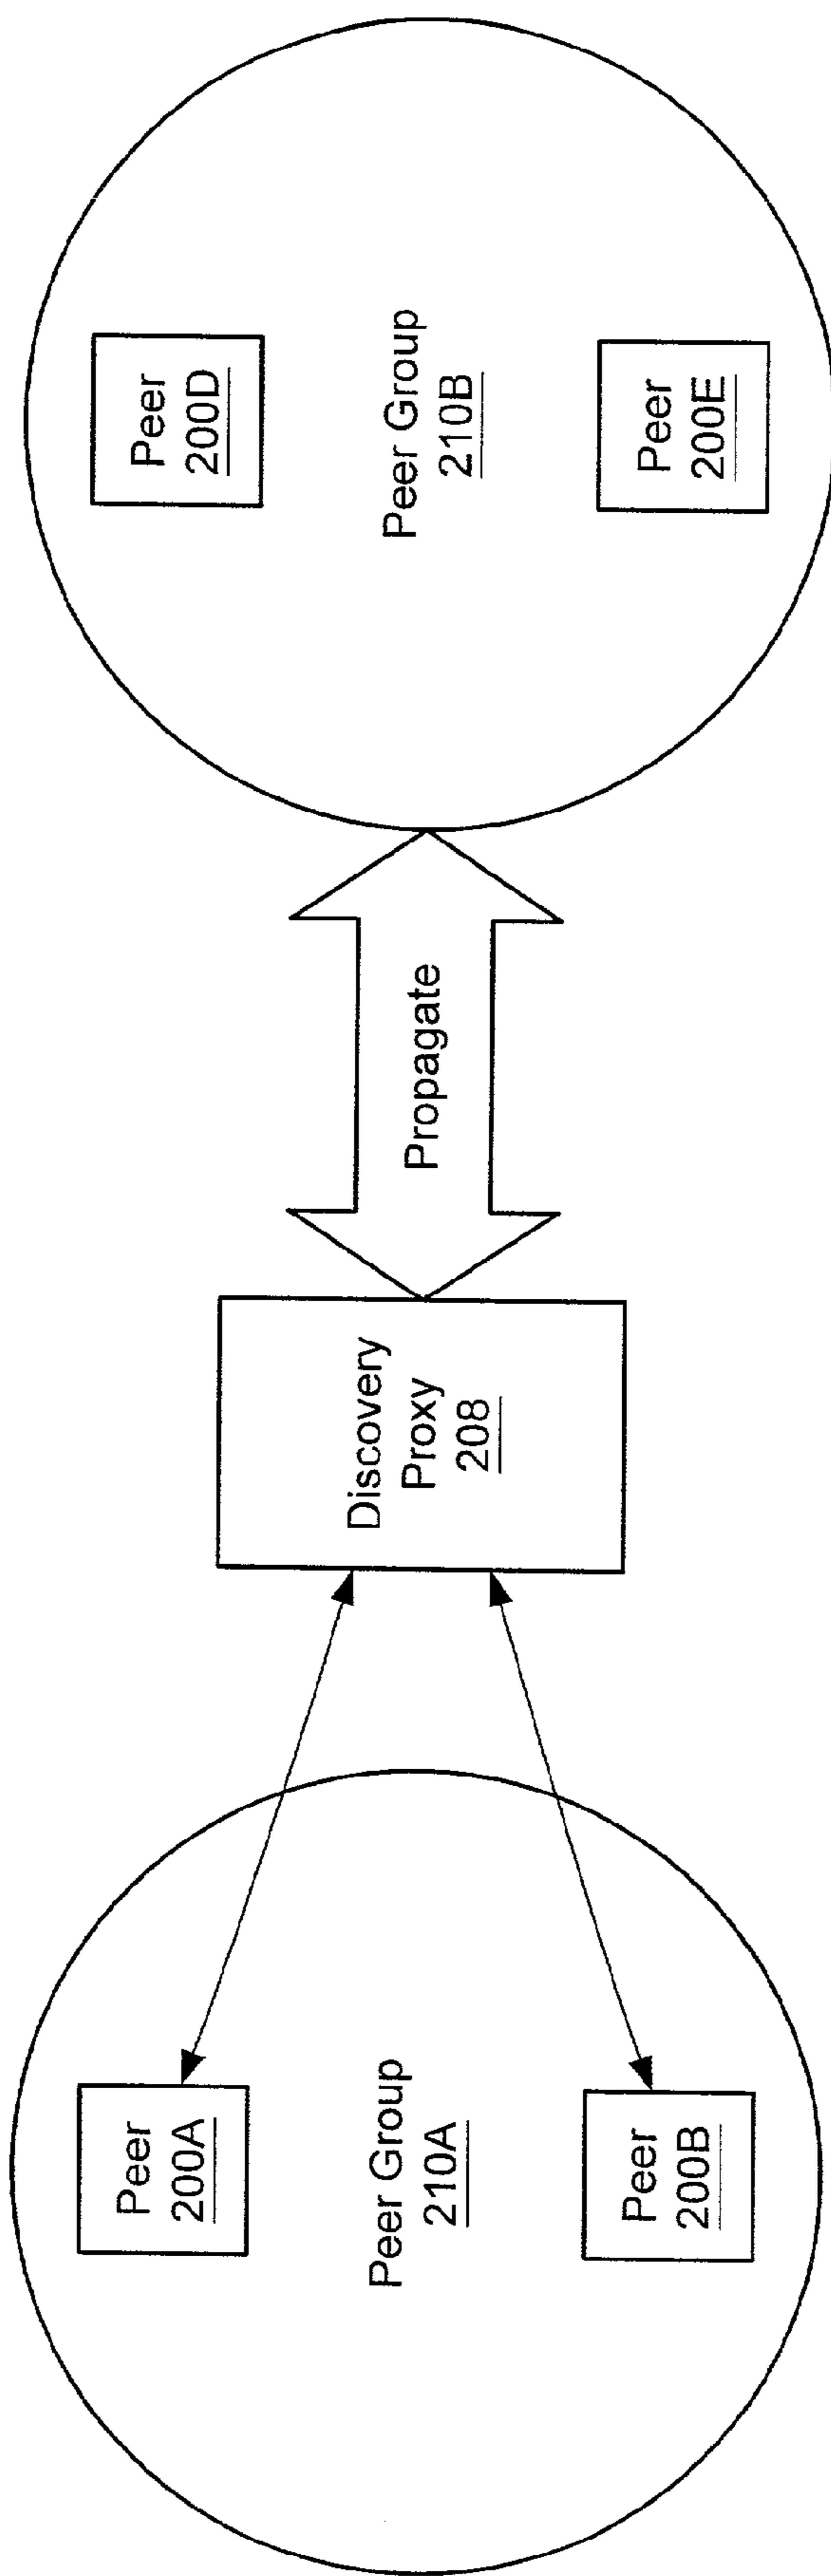 Peer
200A
Peer Group
210A
Peer
200B
Discovery
Proxy
208
Propagate
Peer
200D
Peer Group
210B
Peer
200E